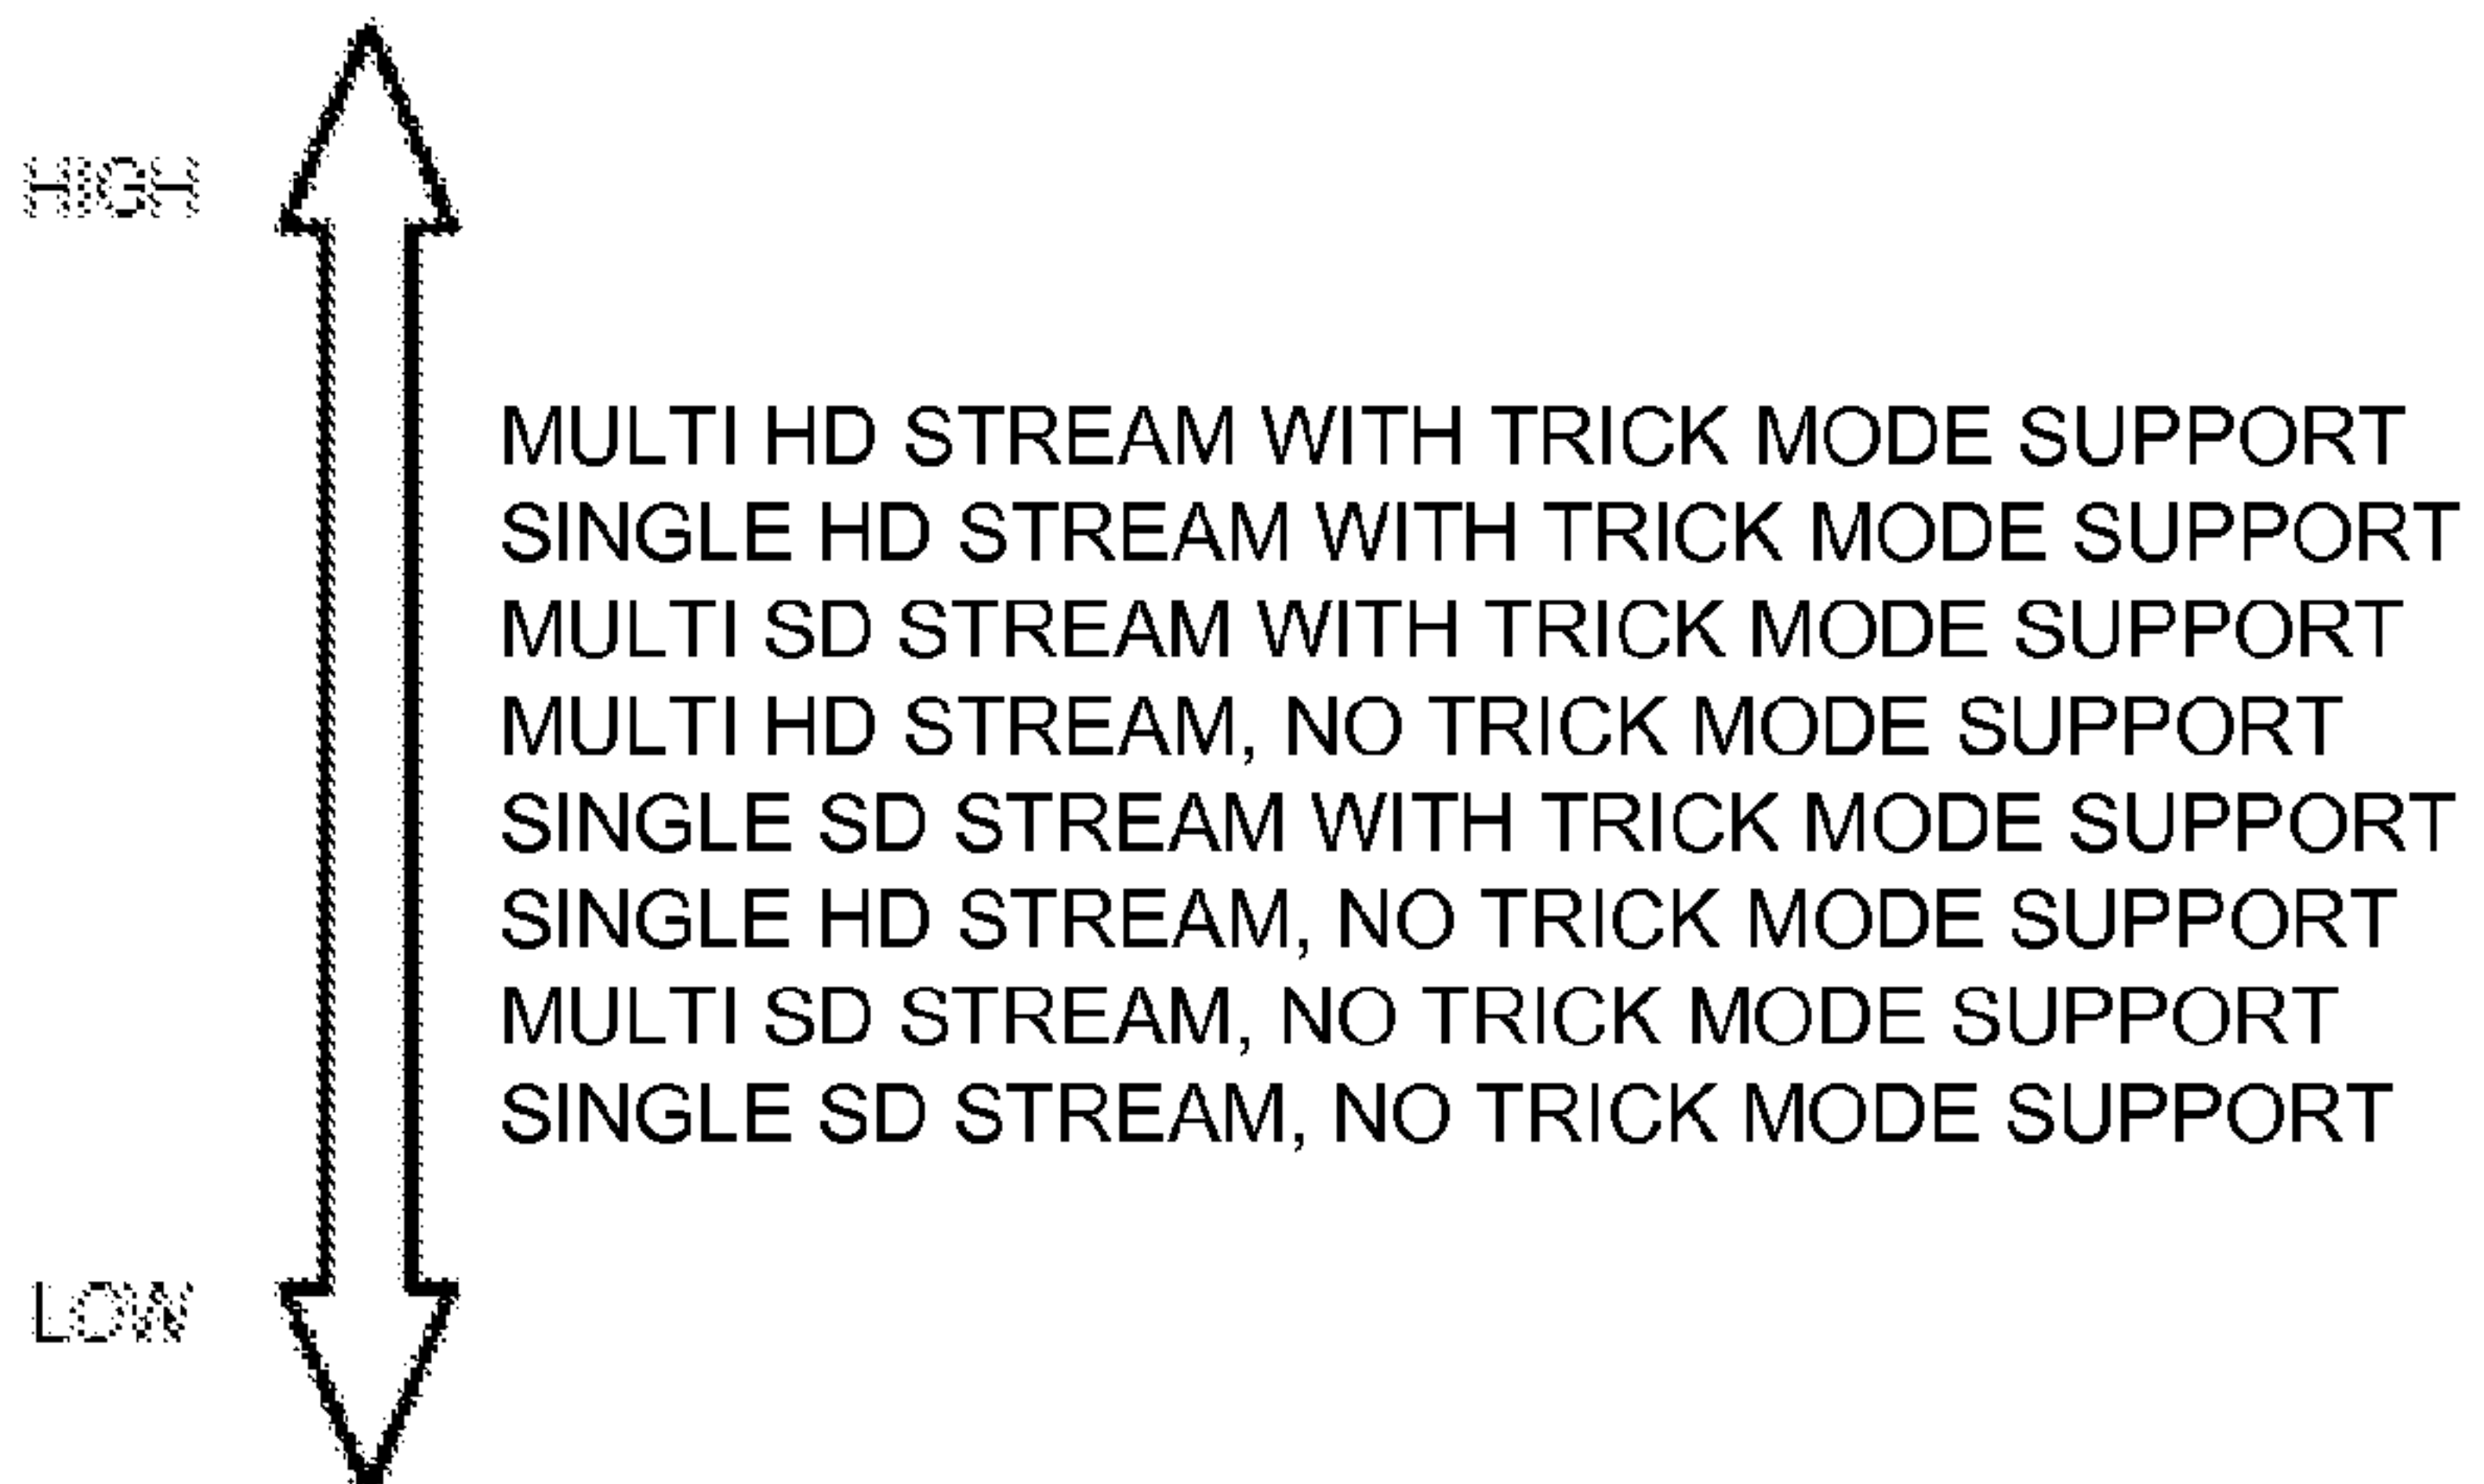 HIGH
MULTI HD STREAM WITH TRICK MODE SUPPORT
SINGLE HD STREAM WITH TRICK MODE SUPPORT
MULTI SD STREAM WITH TRICK MODE SUPPORT
MULTI HD STREAM, NO TRICK MODE SUPPORT
SINGLE SD STREAM WITH TRICK MODE SUPPORT
SINGLE HD STREAM, NO TRICK MODE SUPPORT
MULTI SD STREAM, NO TRICK MODE SUPPORT
SINGLE SD STREAM, NO TRICK MODE SUPPORT
LOW